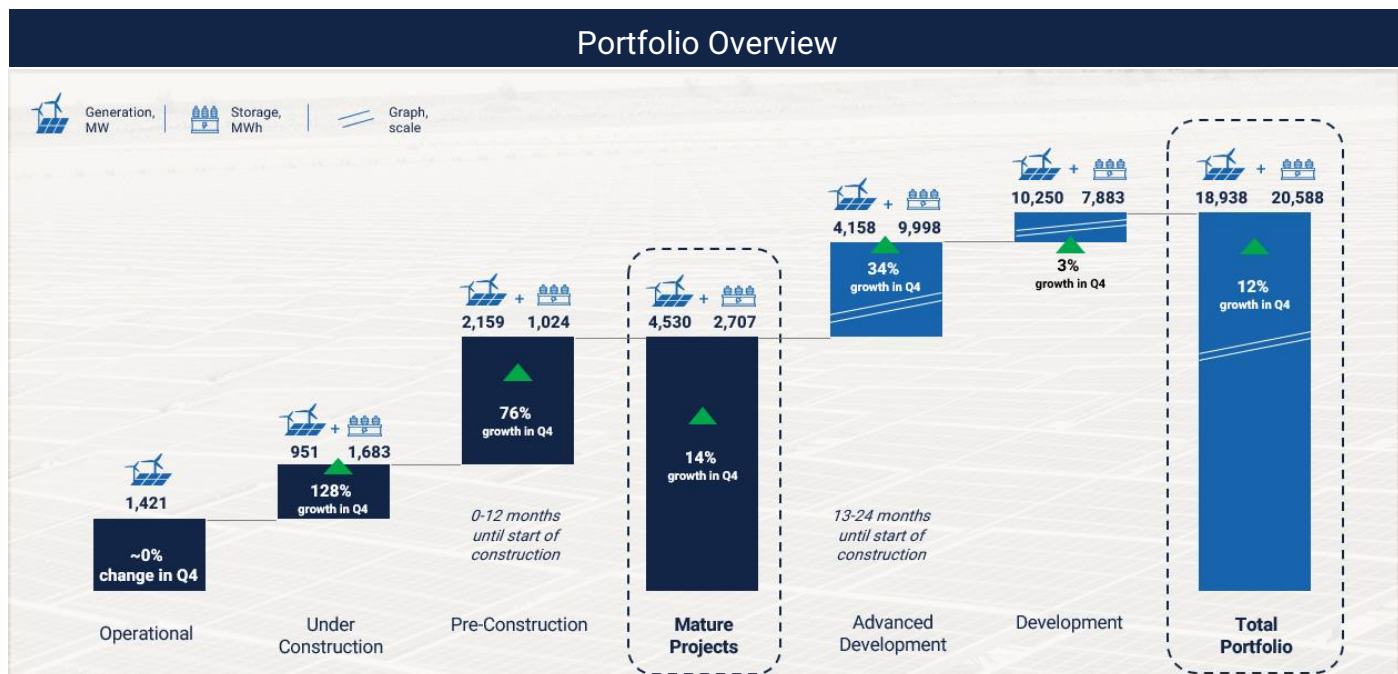 Portfolio Overview
Generation,
MW
Storage,
MWh
Graph,
scale
1,421
~0%
change in Q4
Operational
+
951 1,683
128%
growth in Q4
Under
Construction
+
2,159 1,024
76%
growth in Q4
0-12 months
until start of
construction
Pre-Construction
+
4,530 2,707
14%
growth in Q4
Mature
Projects
+
4,158 9,998
34%
growth in Q4
13-24 months
until start of
construction
Advanced
Development
+
10,250 7,883
3%
growth in Q4
Development
+
18,938 20,588
12%
growth in Q4
Total
Portfolio